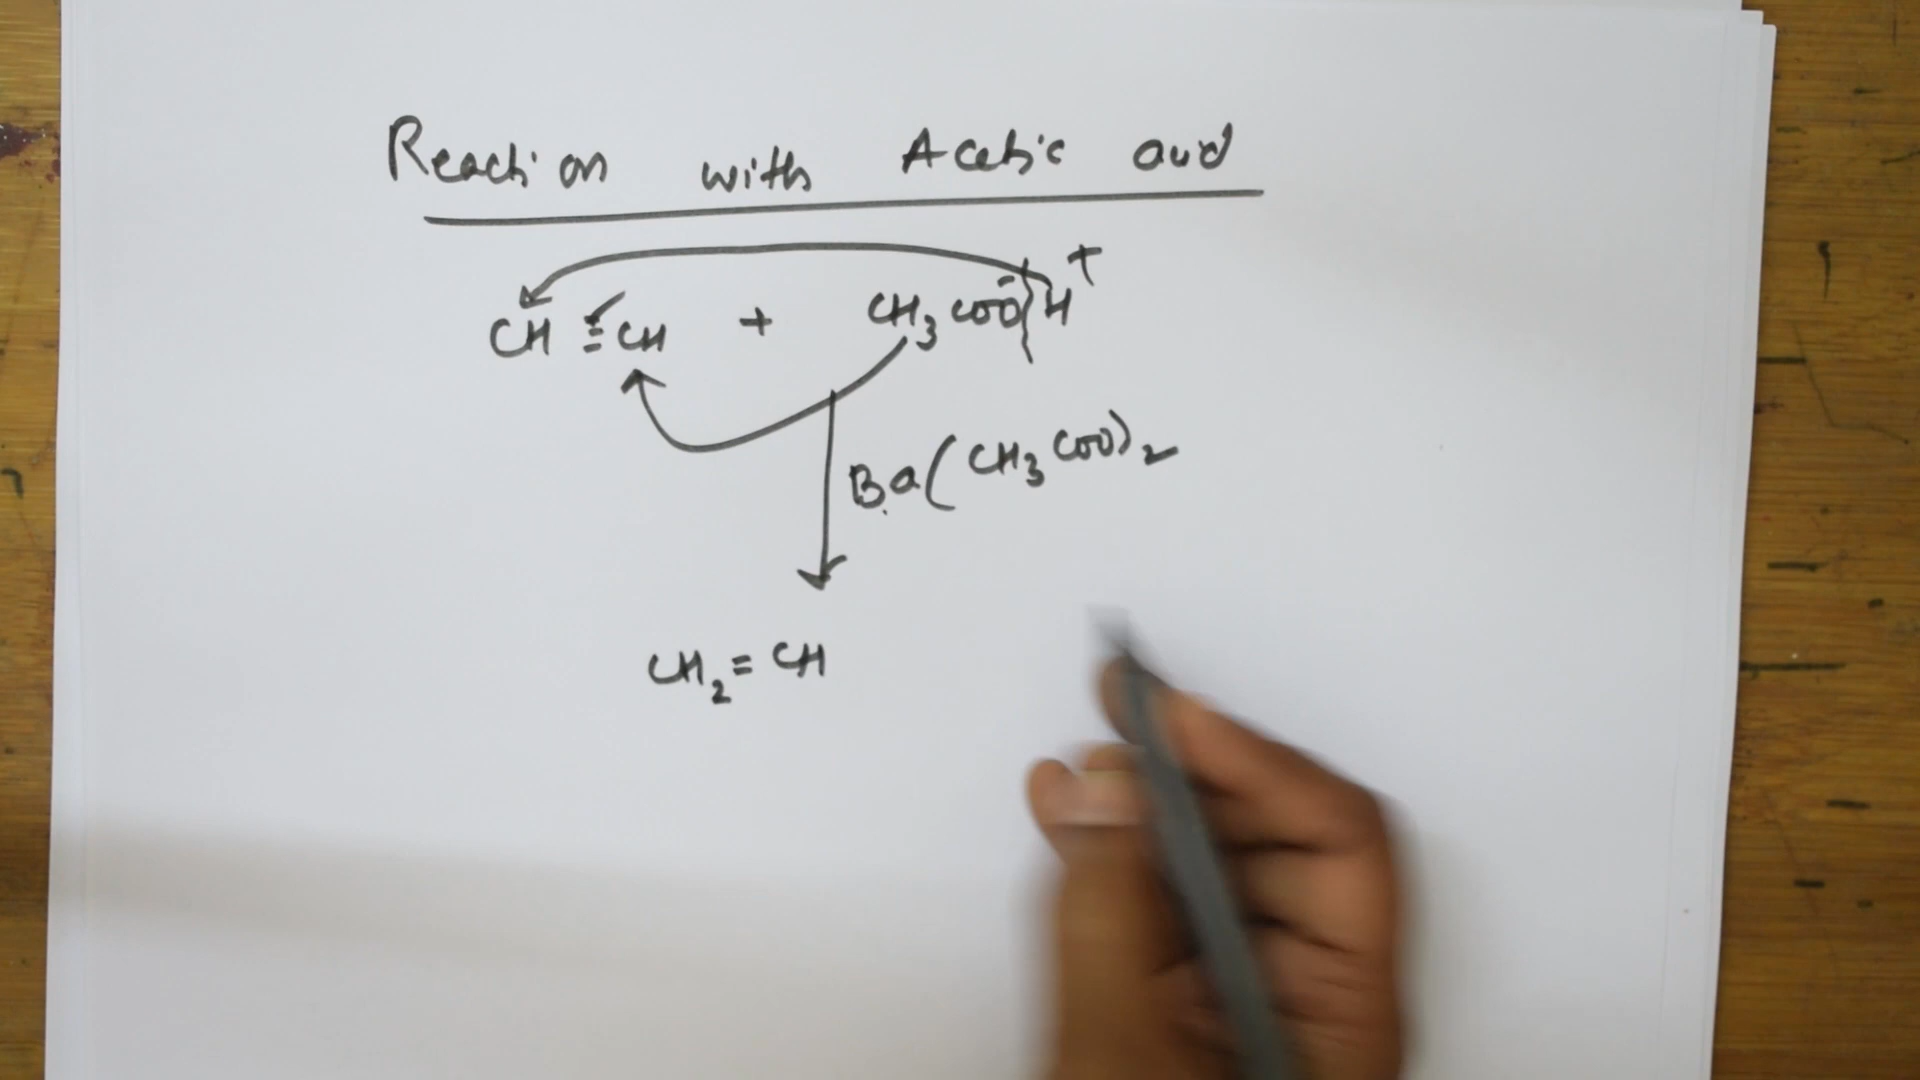 Reaction with Acetic acid
CH ≡ CH + CH₃COO⁻ H⁺
Ba(CH₃COO)₂
CH₂ = CH